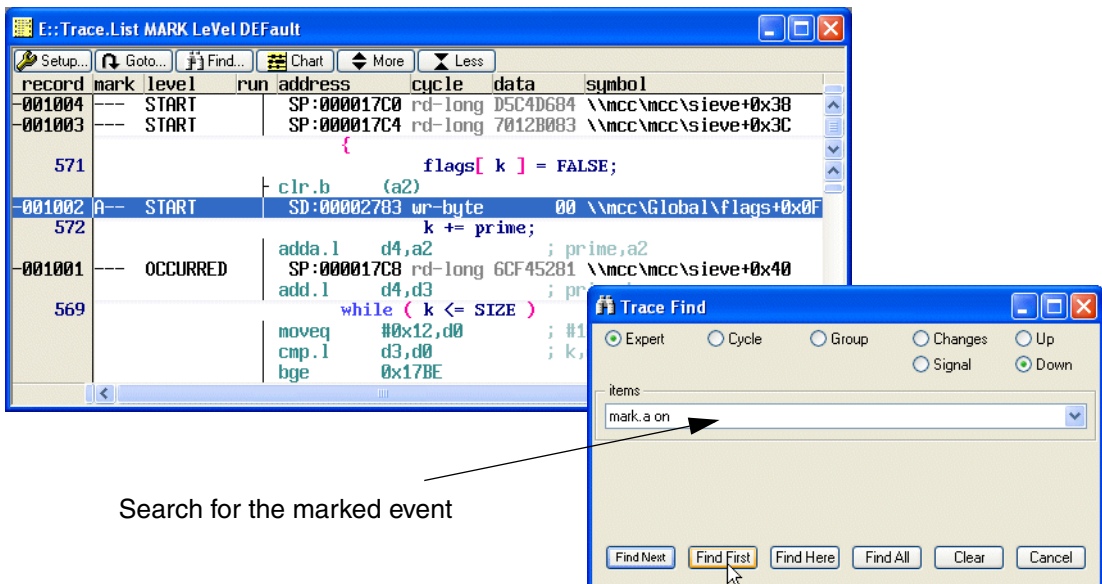 E::Trace.List MARK LeVel DEFault
Setup... Goto... Find... Chart More Less
record mark level run address cycle data symbol
-001004 --- START SP:000017C0 rd-long D5C4D684 \\mcc\mcc\sieve+0x38
-001003 --- START SP:000017C4 rd-long 7012B083 \\mcc\mcc\sieve+0x3C
{
571 flags[ k ] = FALSE;
clr.b (a2)
-001002 A-- START SD:00002783 wr-byte 00 \\mcc\Global\flags+0x0F
572 k += prime;
adda.l d4,a2 ; prime,a2
-001001 --- OCCURRED SP:000017C8 rd-long 6CF45281 \\mcc\mcc\sieve+0x40
add.l d4,d3 ; pr
569 while ( k <= SIZE )
moveq #0x12,d0 ; #1
cmp.l d3,d0 ; k,
bge 0x17BE
Trace Find
Expert Cycle Group Changes Up
Signal Down
items
mark.a on
Search for the marked event
Find Next Find First Find Here Find All Clear Cancel